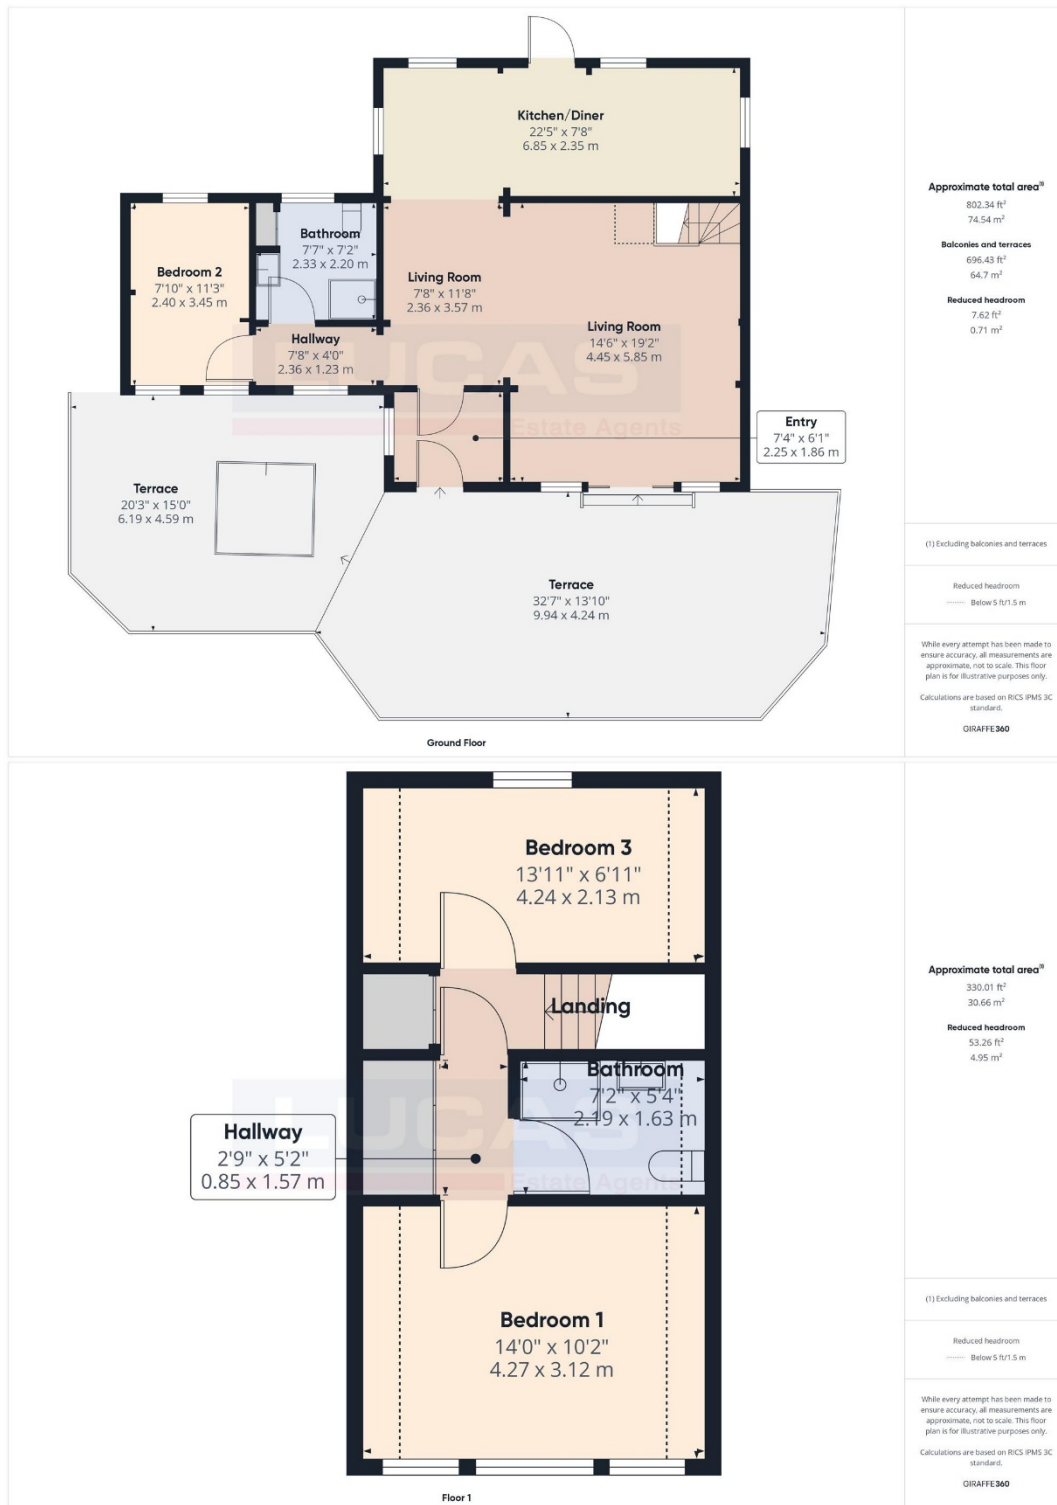 Kitchen/Diner
22'5" x 7'8"
6.85 x 2.35 m
Bathroom
7'7" x 7'2"
2.33 x 2.20 m
Bedroom 2
7'10" x 11'3"
2.40 x 3.45 m
Living Room
7'8" x 11'8"
2.36 x 3.57 m
Living Room
14'6" x 19'2"
4.45 x 5.85 m
Hallway
7'8" x 4'0"
2.36 x 1.23 m
LUCAS
Estate Agents
Entry
7'4" x 6'1"
2.25 x 1.86 m
Terrace
20'3" x 15'0"
6.19 x 4.59 m
Terrace
32'7" x 13'10"
9.94 x 4.24 m
Ground Floor
Approximate total area(1)
802.34 ft²
74.54 m²
Balconies and terraces
696.43 ft²
64.7 m²
Reduced headroom
7.62 ft²
0.71 m²
(1) Excluding balconies and terraces
Reduced headroom
Below 5 ft/1.5 m
While every attempt has been made to
ensure accuracy, all measurements are
approximate, not to scale. This floor
plan is for illustrative purposes only.
Calculations are based on RICS IPMS 3C
standard.
GIRAFFE360
Bedroom 3
13'11" x 6'11"
4.24 x 2.13 m
Landing
Bathroom
7'2" x 5'4"
2.19 x 1.63 m
LUCAS
Estate Agents
Hallway
2'9" x 5'2"
0.85 x 1.57 m
Bedroom 1
14'0" x 10'2"
4.27 x 3.12 m
Floor 1
Approximate total area(1)
330.01 ft²
30.66 m²
Reduced headroom
53.26 ft²
4.95 m²
(1) Excluding balconies and terraces
Reduced headroom
Below 5 ft/1.5 m
While every attempt has been made to
ensure accuracy, all measurements are
approximate, not to scale. This floor
plan is for illustrative purposes only.
Calculations are based on RICS IPMS 3C
standard.
GIRAFFE360